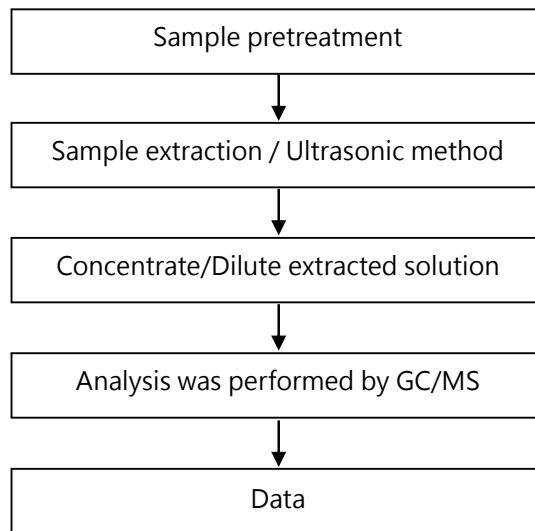 Sample pretreatment
Sample extraction / Ultrasonic method
Concentrate/Dilute extracted solution
Analysis was performed by GC/MS
Data